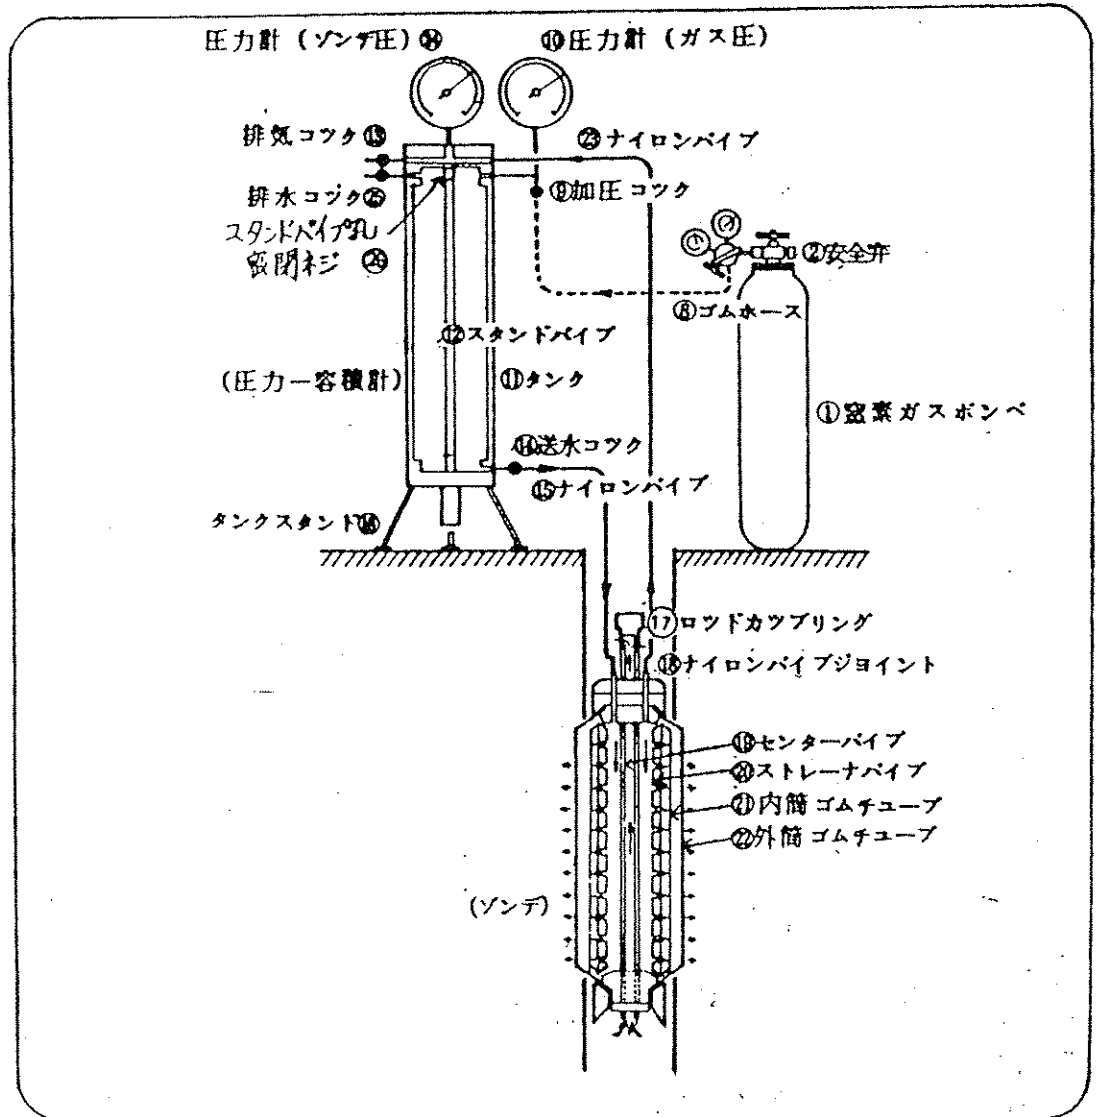 圧力計(ゾンデ圧)㉔
⑩圧力計(ガス圧)
排気コツク⑬
㉓ナイロンパイプ
排水コツク㉕
⑨加圧コツク
スタンドパイプ孔
密閉ネジ ㉖
②安全弁
⑧ゴムホース
⑫スタンドパイプ
(圧力ー容積計)
⑪タンク
①窒素ガスボンベ
⑭送水コツク
⑮ナイロンパイプ
タンクスタンド⑯
⑰ロツドカツプリング
⑱ナイロンパイプジヨイント
⑲センターパイプ
⑳ストレーナパイプ
㉑内筒ゴムチユーブ
㉒外筒ゴムチユーブ
(ゾンデ)